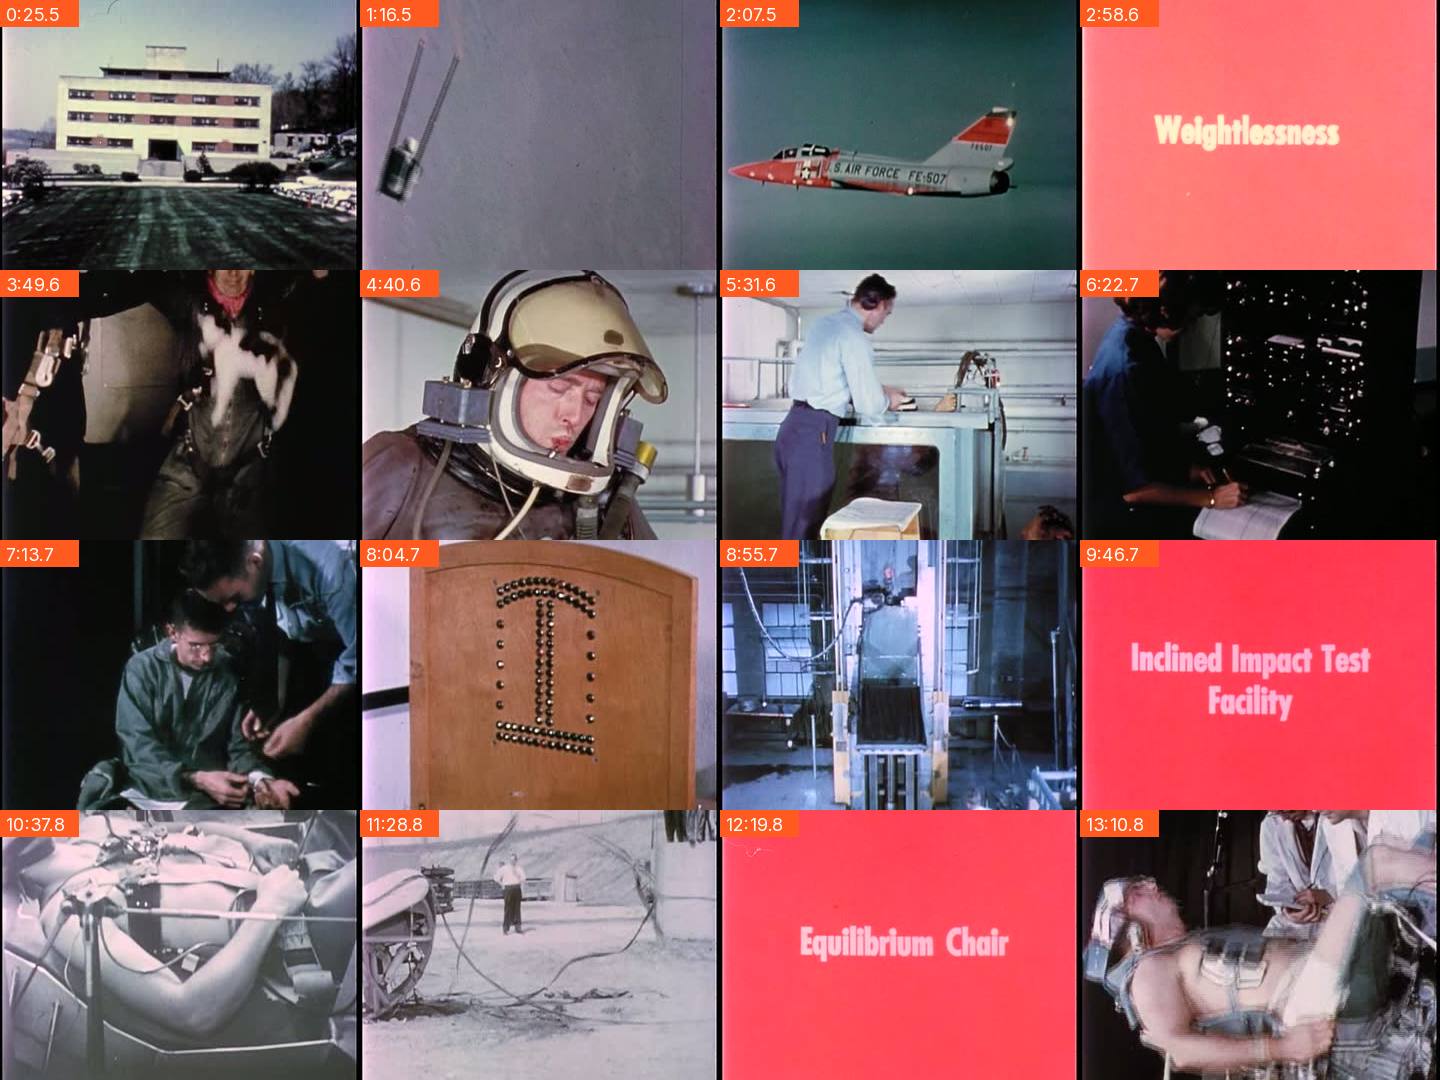 0:25.5
1:16.5
2:07.5
2:58.6
U.S. AIR FORCE FE-507
FE507
Weightlessness
3:49.6
4:40.6
5:31.6
6:22.7
7:13.7
8:04.7
8:55.7
9:46.7
Inclined Impact Test
Facility
10:37.8
11:28.8
12:19.8
13:10.8
Equilibrium Chair